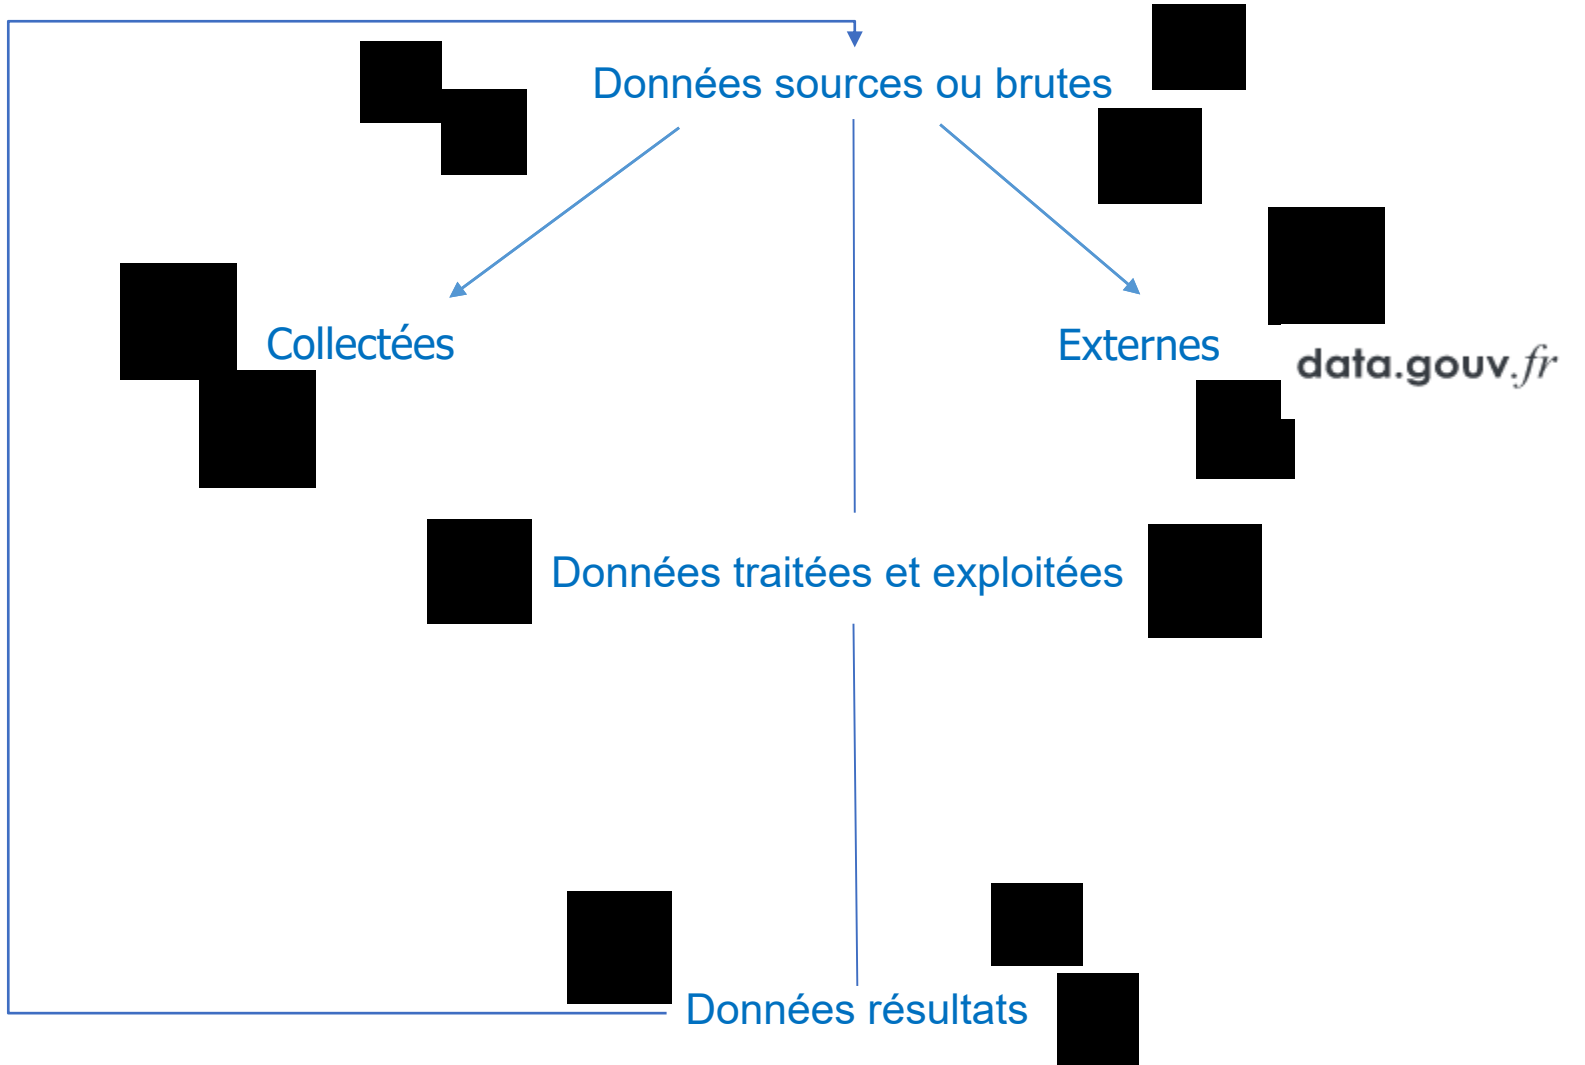 Données sources ou brutes
Collectées
Externes
data.gouv.fr
Données traitées et exploitées
Données résultats